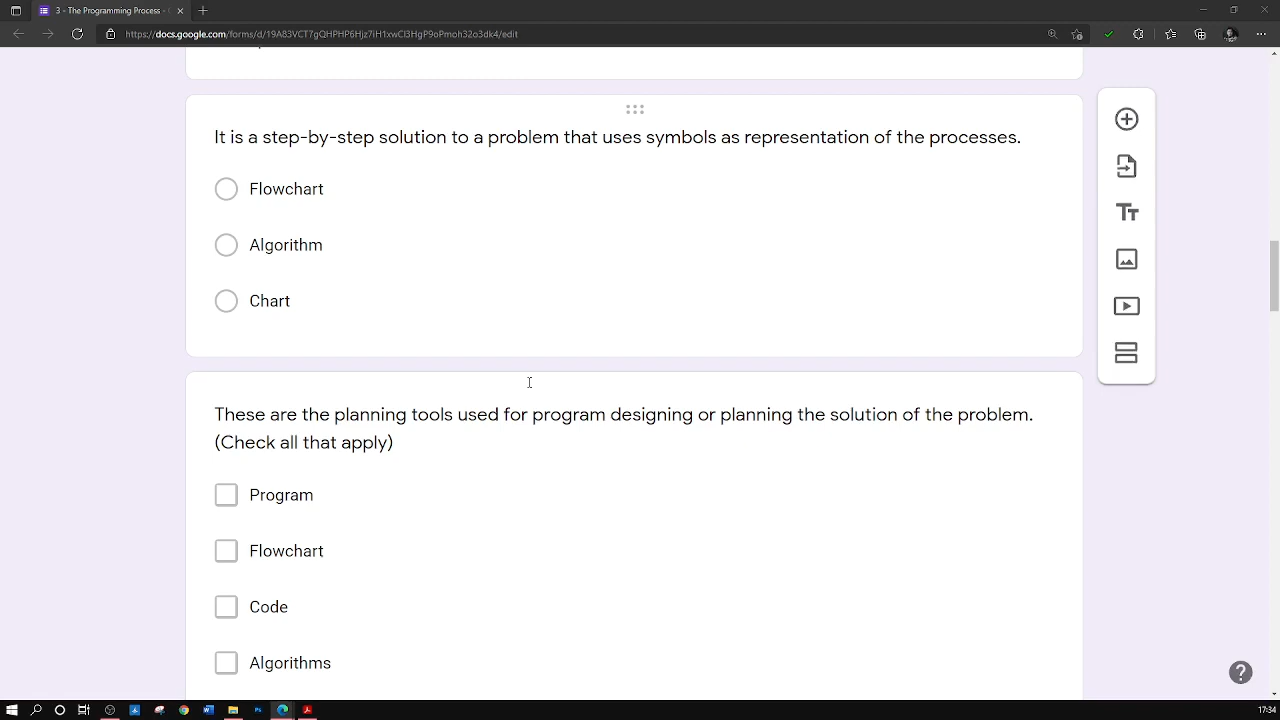 3 - The Programming Process -
https://docs.google.com/forms/d/19A83VCT7gQHPHP6Hjz7iH1xwCl3HgP9oPmoh32o3dk4/edit
It is a step-by-step solution to a problem that uses symbols as representation of the processes.
Flowchart
Algorithm
Chart
These are the planning tools used for program designing or planning the solution of the problem.
(Check all that apply)
Program
Flowchart
Code
Algorithms
17:34